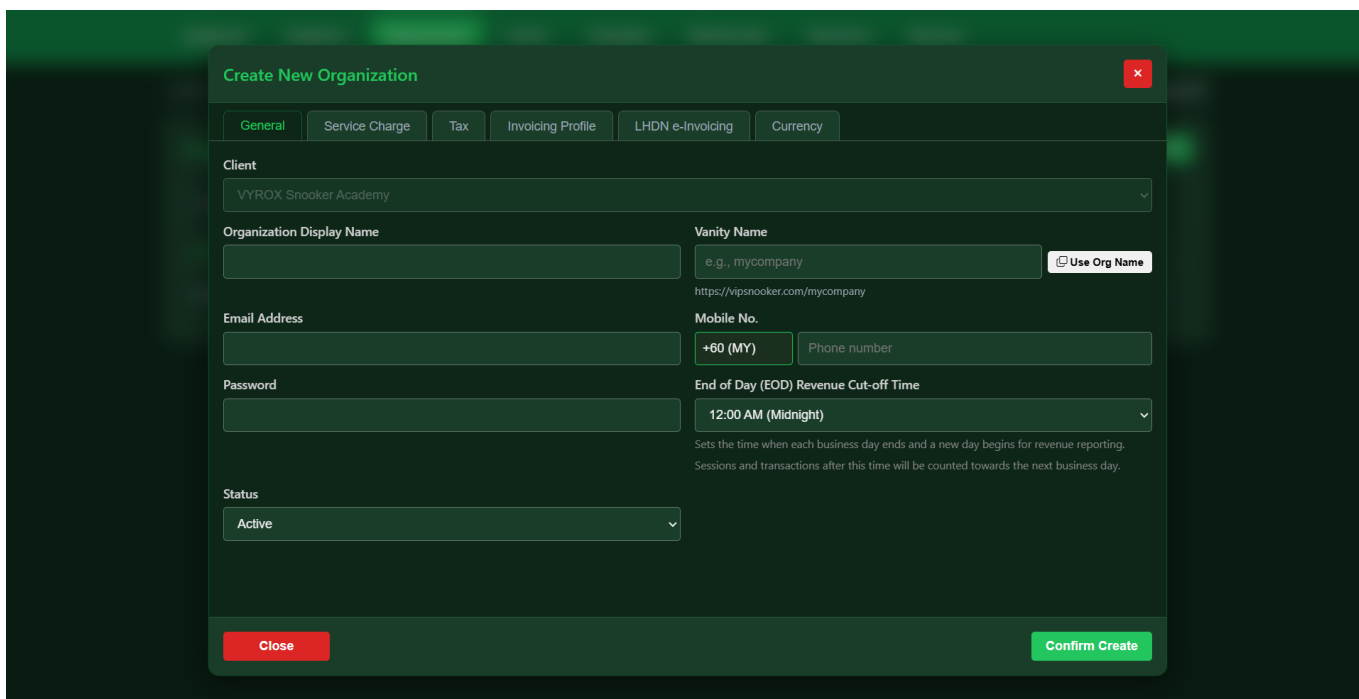 Create New Organization
×
General
Service Charge
Tax
Invoicing Profile
LHDN e-Invoicing
Currency
Client
VYROX Snooker Academy
Organization Display Name
Vanity Name
e.g., mycompany
Use Org Name
https://vipsnooker.com/mycompany
Email Address
Mobile No.
+60 (MY)
Phone number
Password
End of Day (EOD) Revenue Cut-off Time
12:00 AM (Midnight)
Sets the time when each business day ends and a new day begins for revenue reporting.
Sessions and transactions after this time will be counted towards the next business day.
Status
Active
Close
Confirm Create